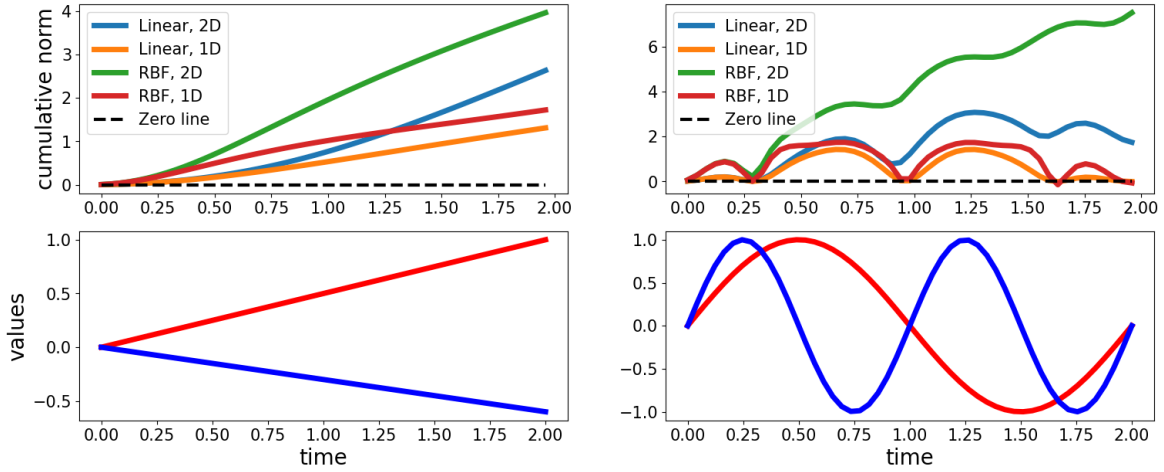 cumulative norm
4
3
2
1
0
Linear, 2D
Linear, 1D
RBF, 2D
RBF, 1D
Zero line
0.00 0.25 0.50 0.75 1.00 1.25 1.50 1.75 2.00
6
4
2
0
Linear, 2D
Linear, 1D
RBF, 2D
RBF, 1D
Zero line
0.00 0.25 0.50 0.75 1.00 1.25 1.50 1.75 2.00
values
1.0
0.5
0.0
−0.5
0.00 0.25 0.50 0.75 1.00 1.25 1.50 1.75 2.00
time
1.0
0.5
0.0
−0.5
−1.0
0.00 0.25 0.50 0.75 1.00 1.25 1.50 1.75 2.00
time